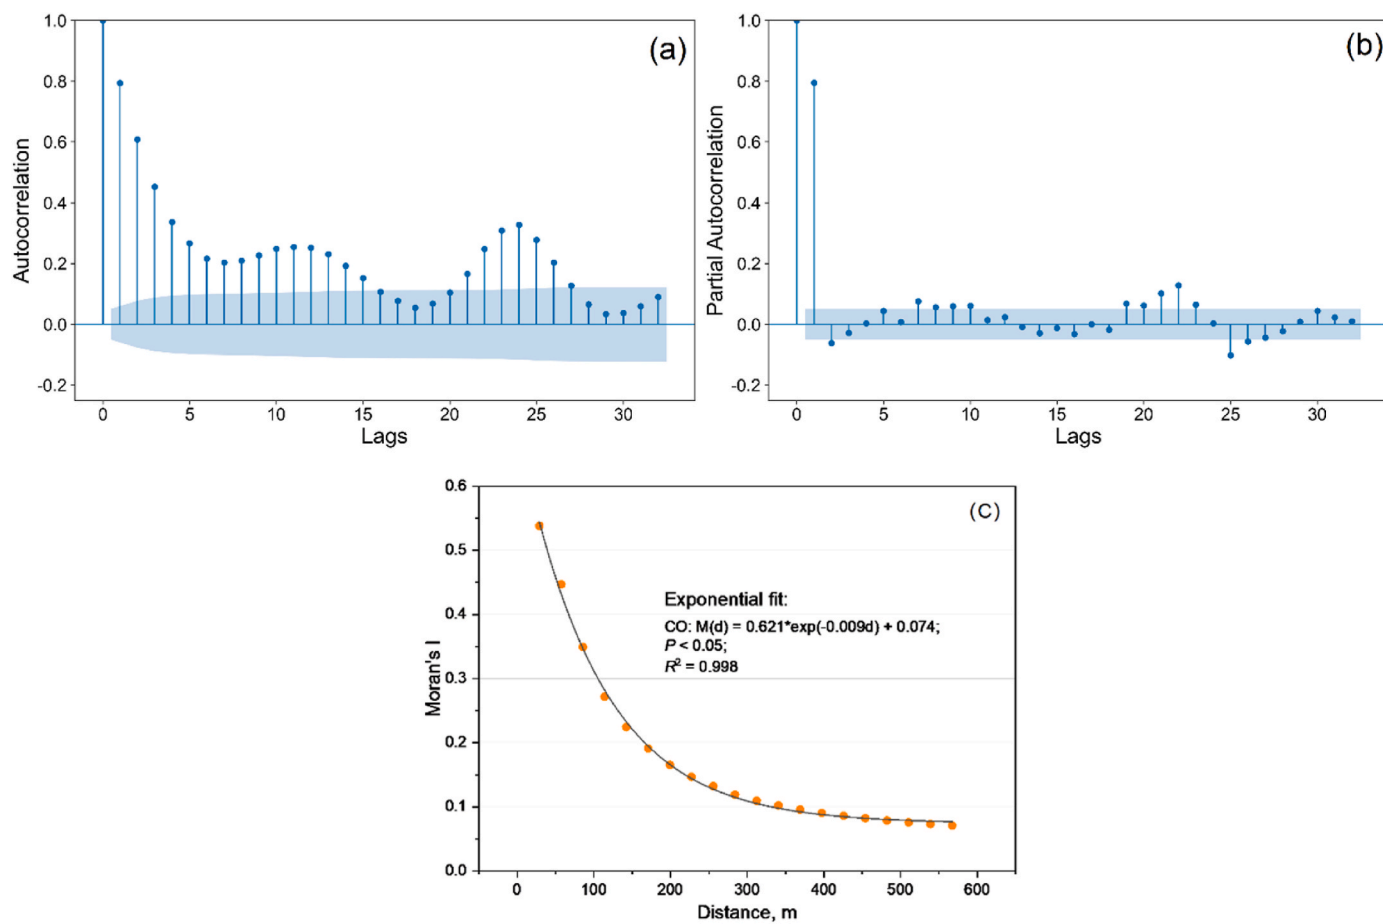 (a)
1.0
0.8
0.6
0.4
0.2
0.0
-0.2
Autocorrelation
0 5 10 15 20 25 30
Lags
(b)
1.0
0.8
0.6
0.4
0.2
0.0
-0.2
Partial Autocorrelation
0 5 10 15 20 25 30
Lags
(C)
0.6
0.5
0.4
0.3
0.2
0.1
0.0
Moran's I
Exponential fit:
CO: M(d) = 0.621*exp(-0.009d) + 0.074;
P < 0.05;
R² = 0.998
0 100 200 300 400 500 600
Distance, m